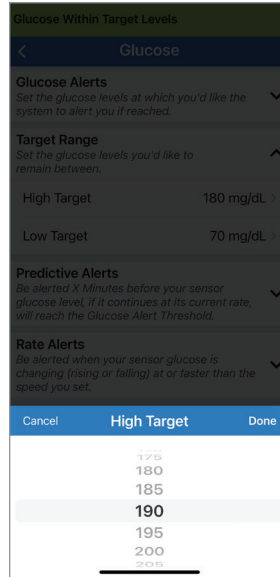 Glucose Within Target Levels
Glucose
Glucose Alerts
Set the glucose levels at which you'd like the
system to alert you if reached.
Target Range
Set the glucose levels you'd like to
remain between.
High Target 180 mg/dL
Low Target 70 mg/dL
Predictive Alerts
Be alerted X Minutes before your sensor
glucose level, if it continues at its current rate,
will reach the Glucose Alert Threshold.
Rate Alerts
Be alerted when your sensor glucose is
changing (rising or falling) at or faster than the
speed you set.
Cancel High Target Done
175
180
185
190
195
200
205